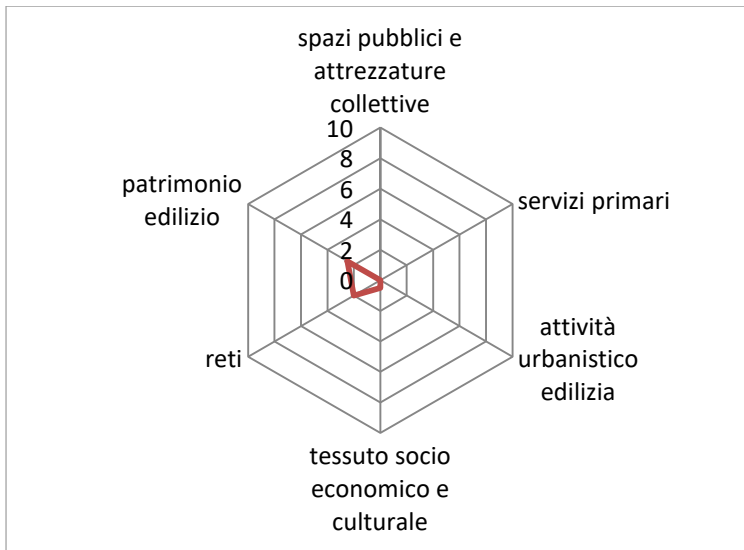 spazi pubblici e
attrezzature
collettive
10
8
6
4
2
0
servizi primari
attività
urbanistico
edilizia
tessuto socio
economico e
culturale
reti
patrimonio
edilizio